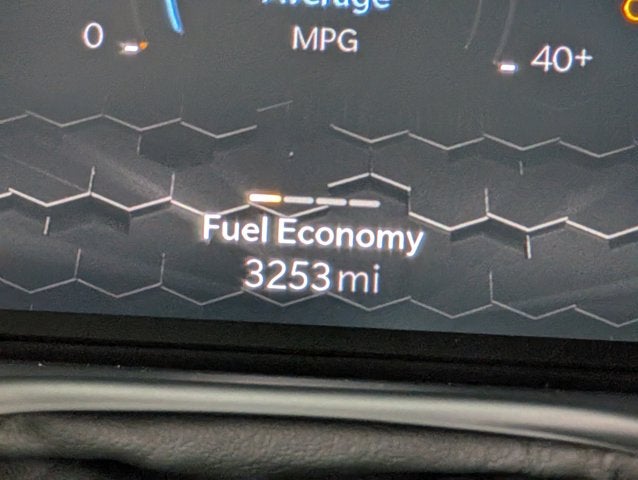 Average
0 MPG 40+
Fuel Economy
3253 mi